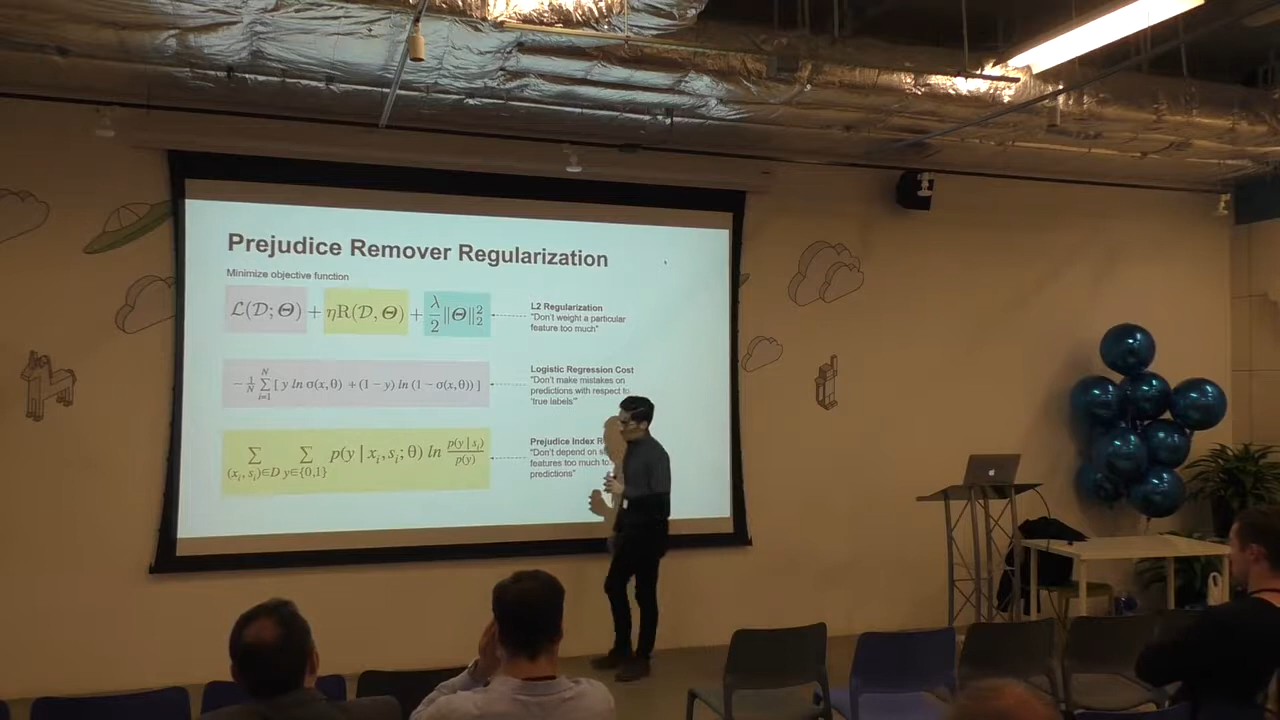 Prejudice Remover Regularization
Minimize objective function
ℒ(𝒟; Θ) + ηR(𝒟, Θ) + λ/2 ‖Θ‖₂²
L2 Regularization
"Don't weight a particular
feature too much"
− 1/N ∑_{i=1}^{N} [ y ln σ(x, θ) + (1 − y) ln (1 − σ(x, θ) ) ]
Logistic Regression Cost
"Don't make mistakes on
predictions with respect to
'true labels'"
∑_{(xᵢ, sᵢ)∈D} ∑_{y∈{0,1}} p(y | xᵢ, sᵢ; θ) ln p(y | sᵢ)/p(y)
Prejudice Index
"Don't depend on
features too much to
predictions"